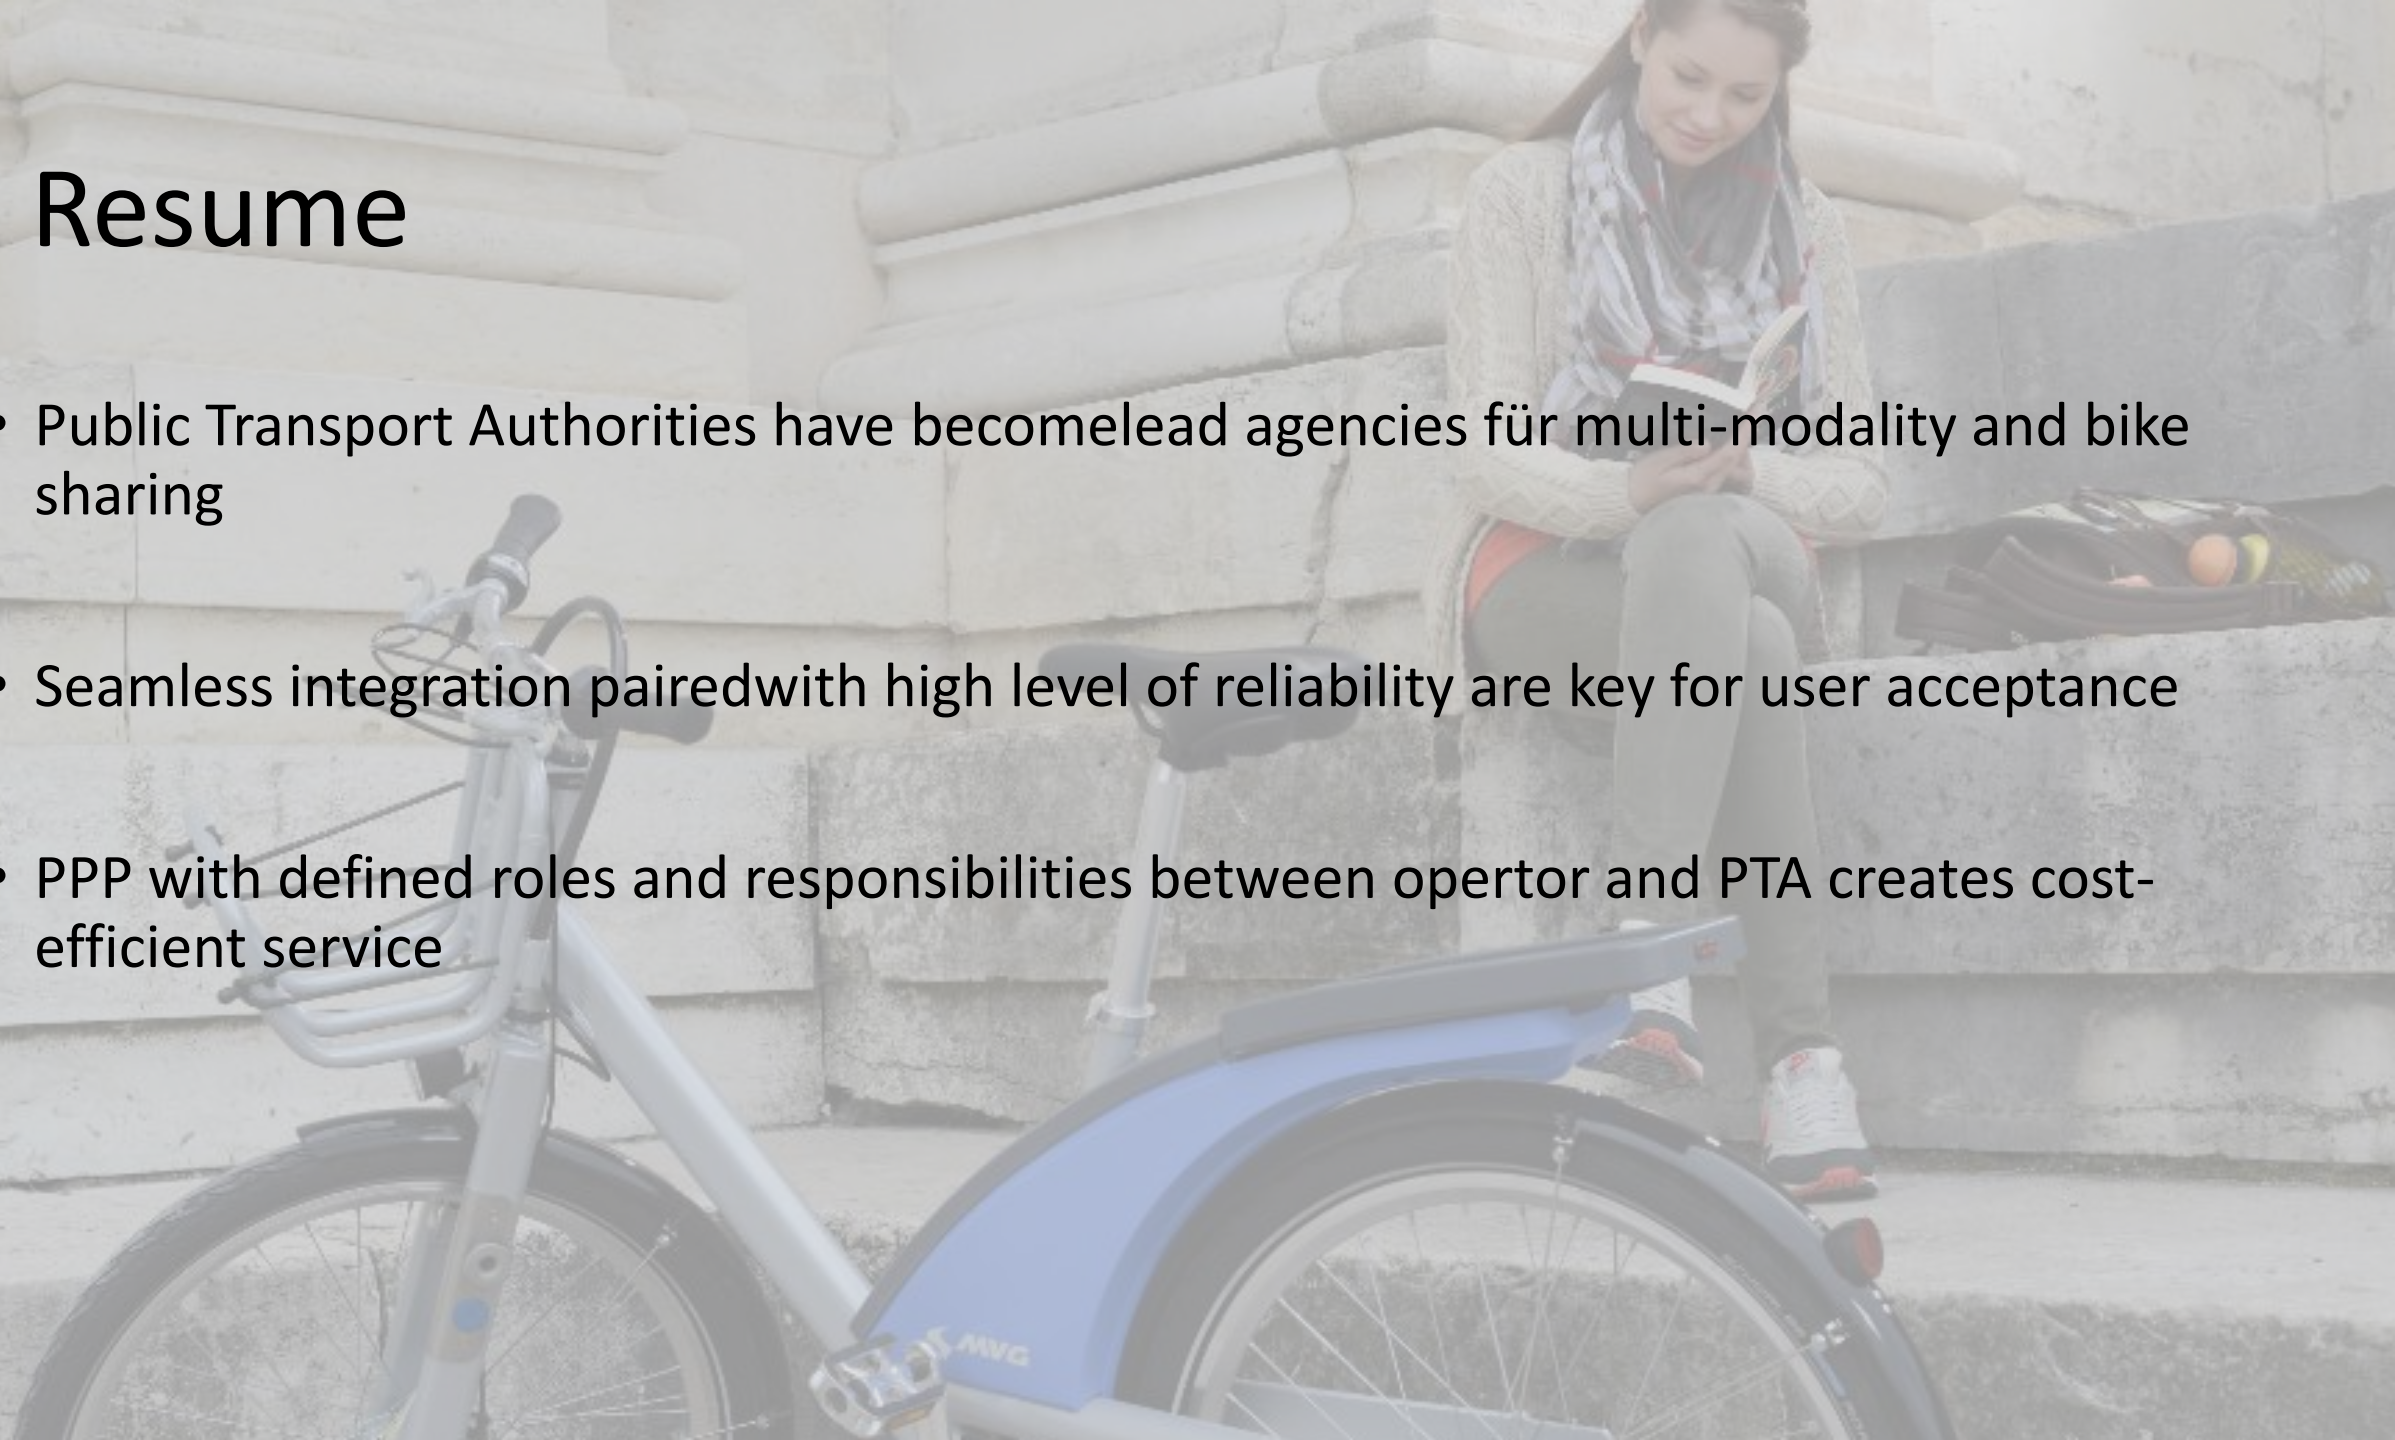 Resume
• Public Transport Authorities have becomelead agencies für multi-modality and bike
sharing
• Seamless integration pairedwith high level of reliability are key for user acceptance
• PPP with defined roles and responsibilities between opertor and PTA creates cost-
efficient service
MVG